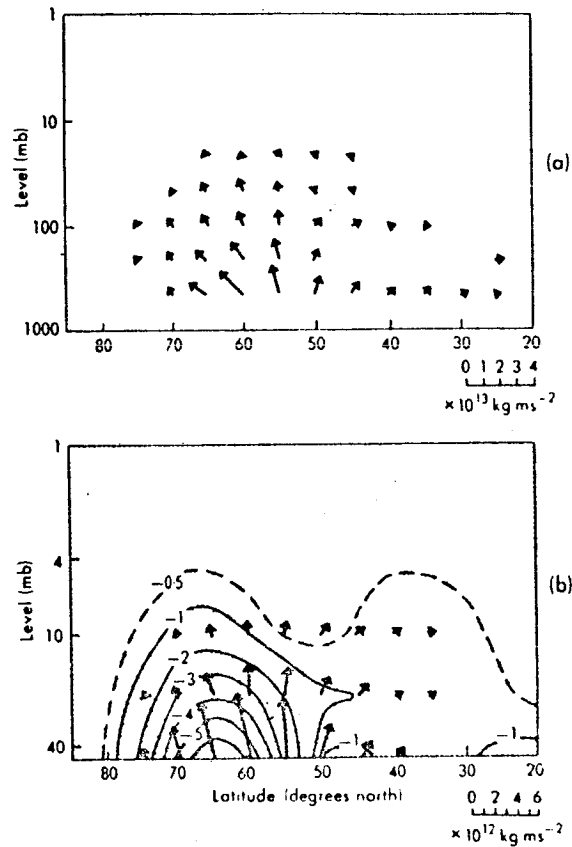 1
10
100
1000
Level (mb)
80 70 60 50 40 30 20
(a)
0 1 2 3 4
× 10¹³ kg ms⁻²
1
4
10
40
Level (mb)
−0·5
−1
−2
−3
−4
−5
−1
−1
(b)
80 70 60 50 40 30 20
Latitude (degrees north)
0 2 4 6
× 10¹² kg ms⁻²